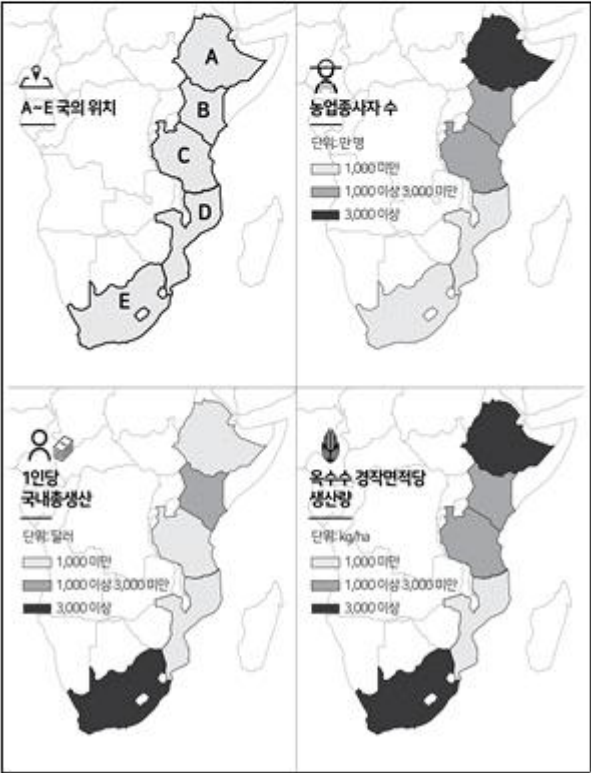 A
B
C
D
E
A~E 국의 위치
농업종사자 수
단위: 만 명
1,000 미만
1,000 이상 3,000 미만
3,000 이상
1인당
국내총생산
단위: 달러
1,000 미만
1,000 이상 3,000 미만
3,000 이상
옥수수 경작면적당
생산량
단위: kg/ha
1,000 미만
1,000 이상 3,000 미만
3,000 이상